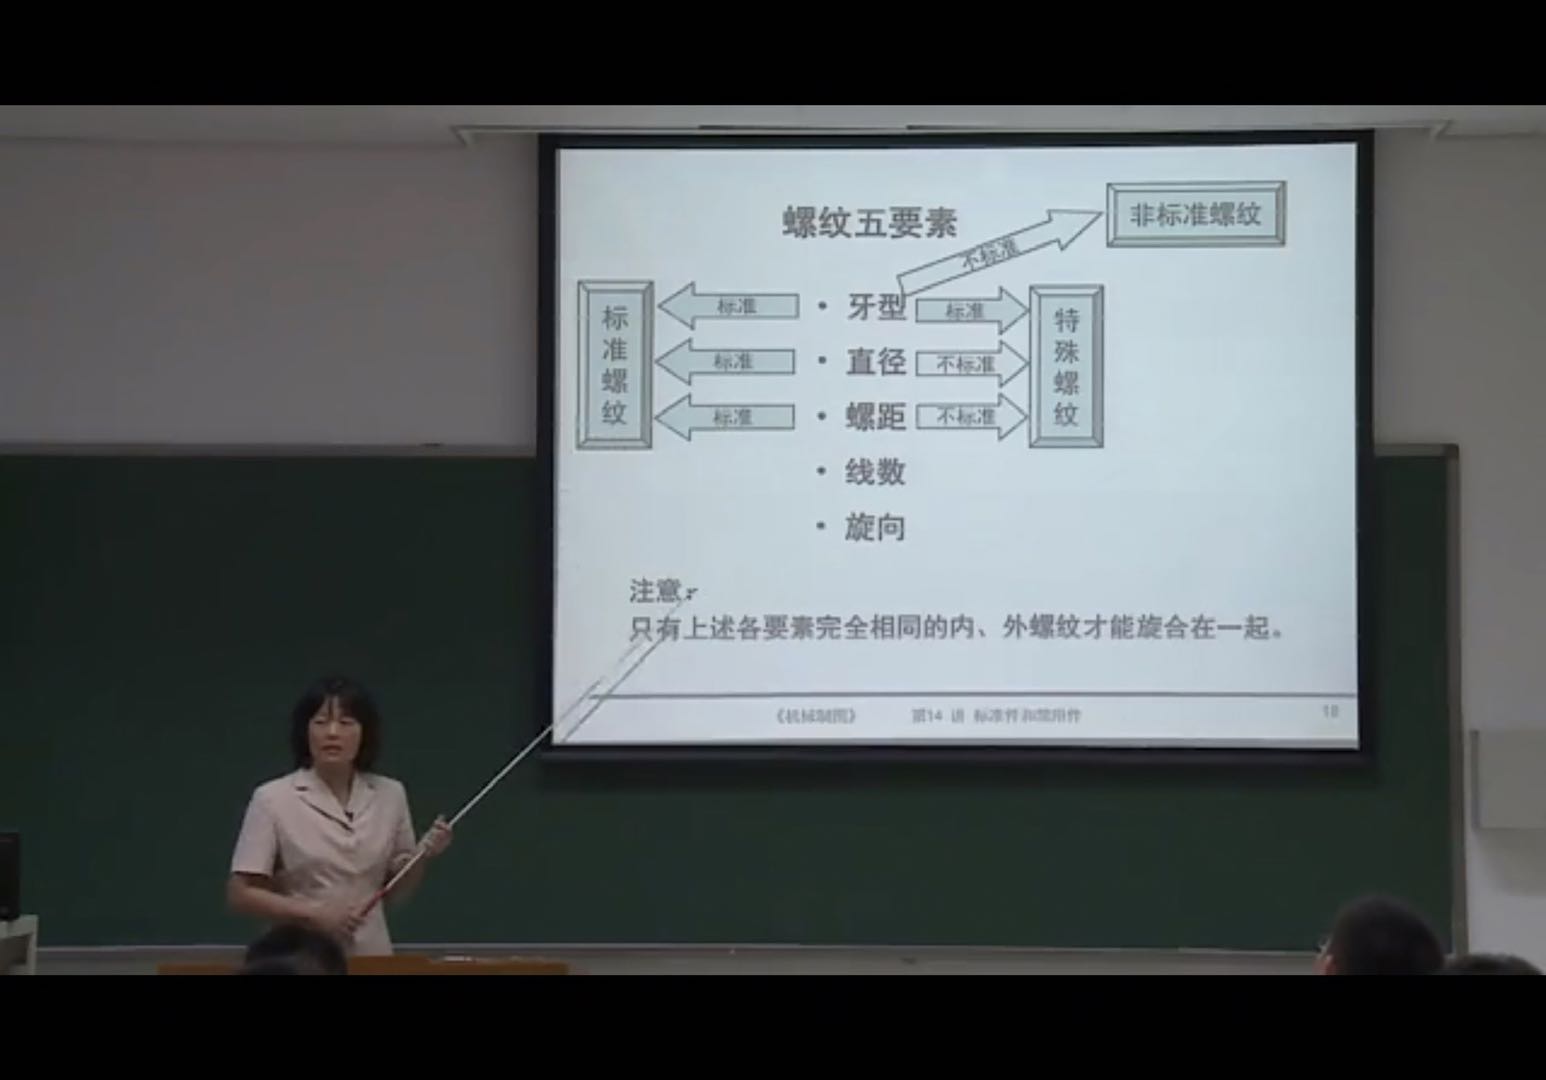 螺纹五要素
不标准
非标准螺纹
标准螺纹
标准
• 牙型
标准
特殊螺纹
标准
• 直径
不标准
标准
• 螺距
不标准
• 线数
• 旋向
注意:
只有上述各要素完全相同的内、外螺纹才能旋合在一起。
《机械制图》 第14 讲 标准件和常用件 18